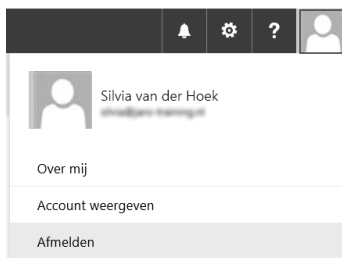 ?
Silvia van der Hoek
Over mij
Account weergeven
Afmelden